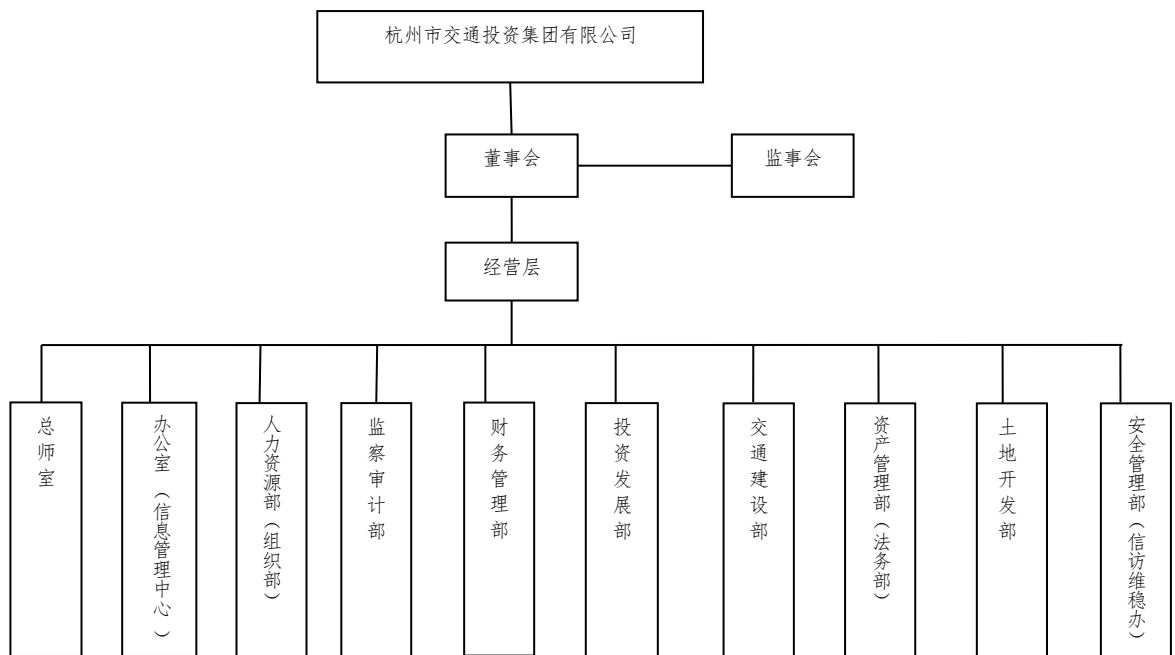 杭州市交通投资集团有限公司
董事会
监事会
经营层
总师室
办公室（信息管理中心）
人力资源部（组织部）
监察审计部
财务管理部
投资发展部
交通建设部
资产管理部（法务部）
土地开发部
安全管理部（信访维稳办）